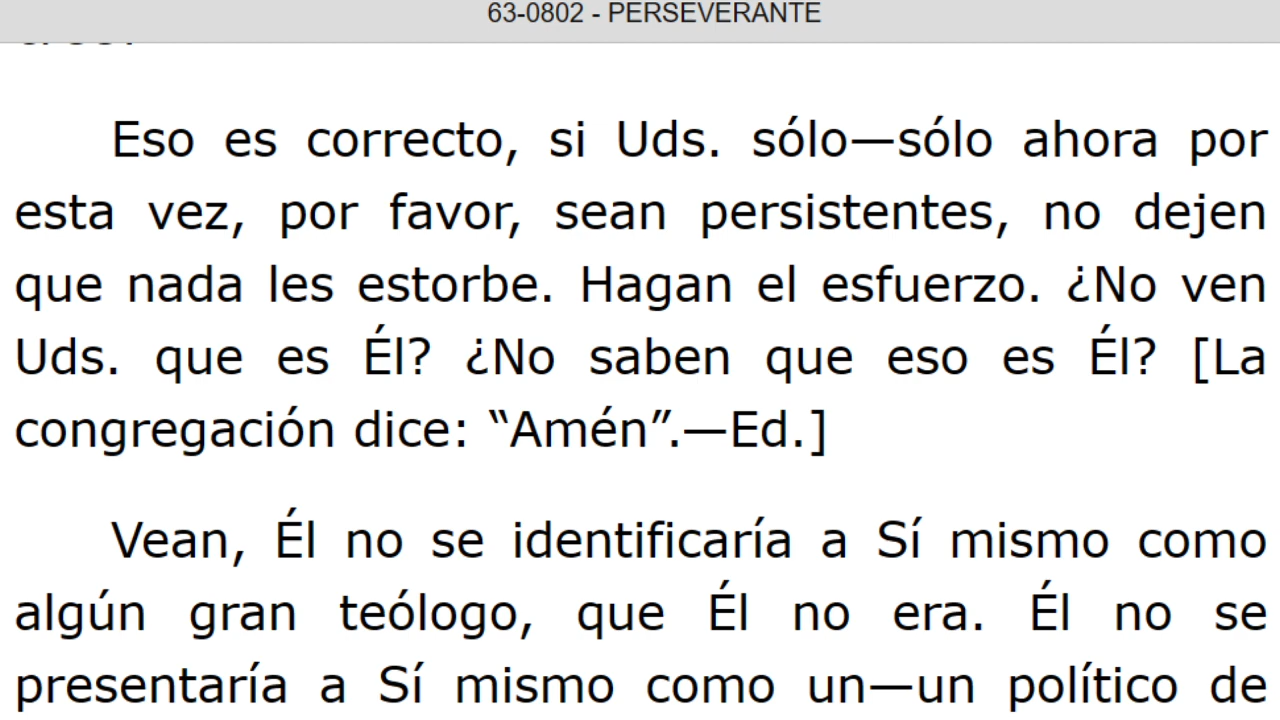 63-0802 - PERSEVERANTE
Eso es correcto, si Uds. sólo—sólo ahora por
esta vez, por favor, sean persistentes, no dejen
que nada les estorbe. Hagan el esfuerzo. ¿No ven
Uds. que es Él? ¿No saben que eso es Él? [La
congregación dice: “Amén”.—Ed.]
Vean, Él no se identificaría a Sí mismo como
algún gran teólogo, que Él no era. Él no se
presentaría a Sí mismo como un—un político de